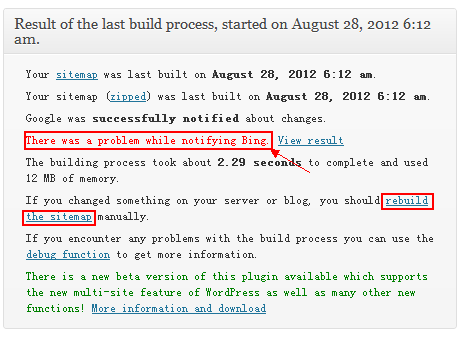 Result of the last build process, started on August 28, 2012 6:12
am.
Your sitemap was last built on August 28, 2012 6:12 am.
Your sitemap (zipped) was last built on August 28, 2012 6:12 am.
Google was successfully notified about changes.
There was a problem while notifying Bing. View result
The building process took about 2.29 seconds to complete and used
12 MB of memory.
If you changed something on your server or blog, you should rebuild
the sitemap manually.
If you encounter any problems with the build process you can use the
debug function to get more information.
There is a new beta version of this plugin available which supports
the new multi-site feature of WordPress as well as many other new
functions! More information and download